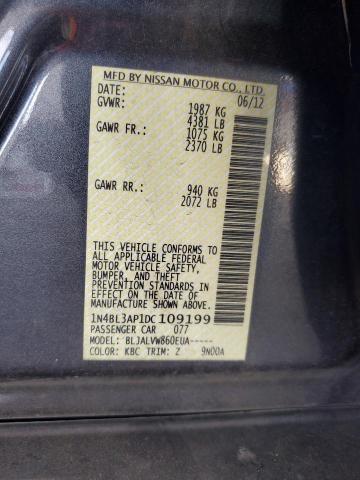 MFD BY NISSAN MOTOR CO., LTD.
DATE: 06/12
GVWR: 1987 KG
4381 LB
GAWR FR.: 1075 KG
2370 LB
GAWR RR.: 940 KG
2072 LB
THIS VEHICLE CONFORMS TO
ALL APPLICABLE FEDERAL
MOTOR VEHICLE SAFETY,
BUMPER, AND THEFT
PREVENTION STANDARDS IN
EFFECT ON THE DATE OF
MANUFACTURE SHOWN ABOVE.
1N4BL3AP1DC109199
PASSENGER CAR 077
MODEL: BLJALVW860EUA-----
COLOR: KBC TRIM: Z 9N00A